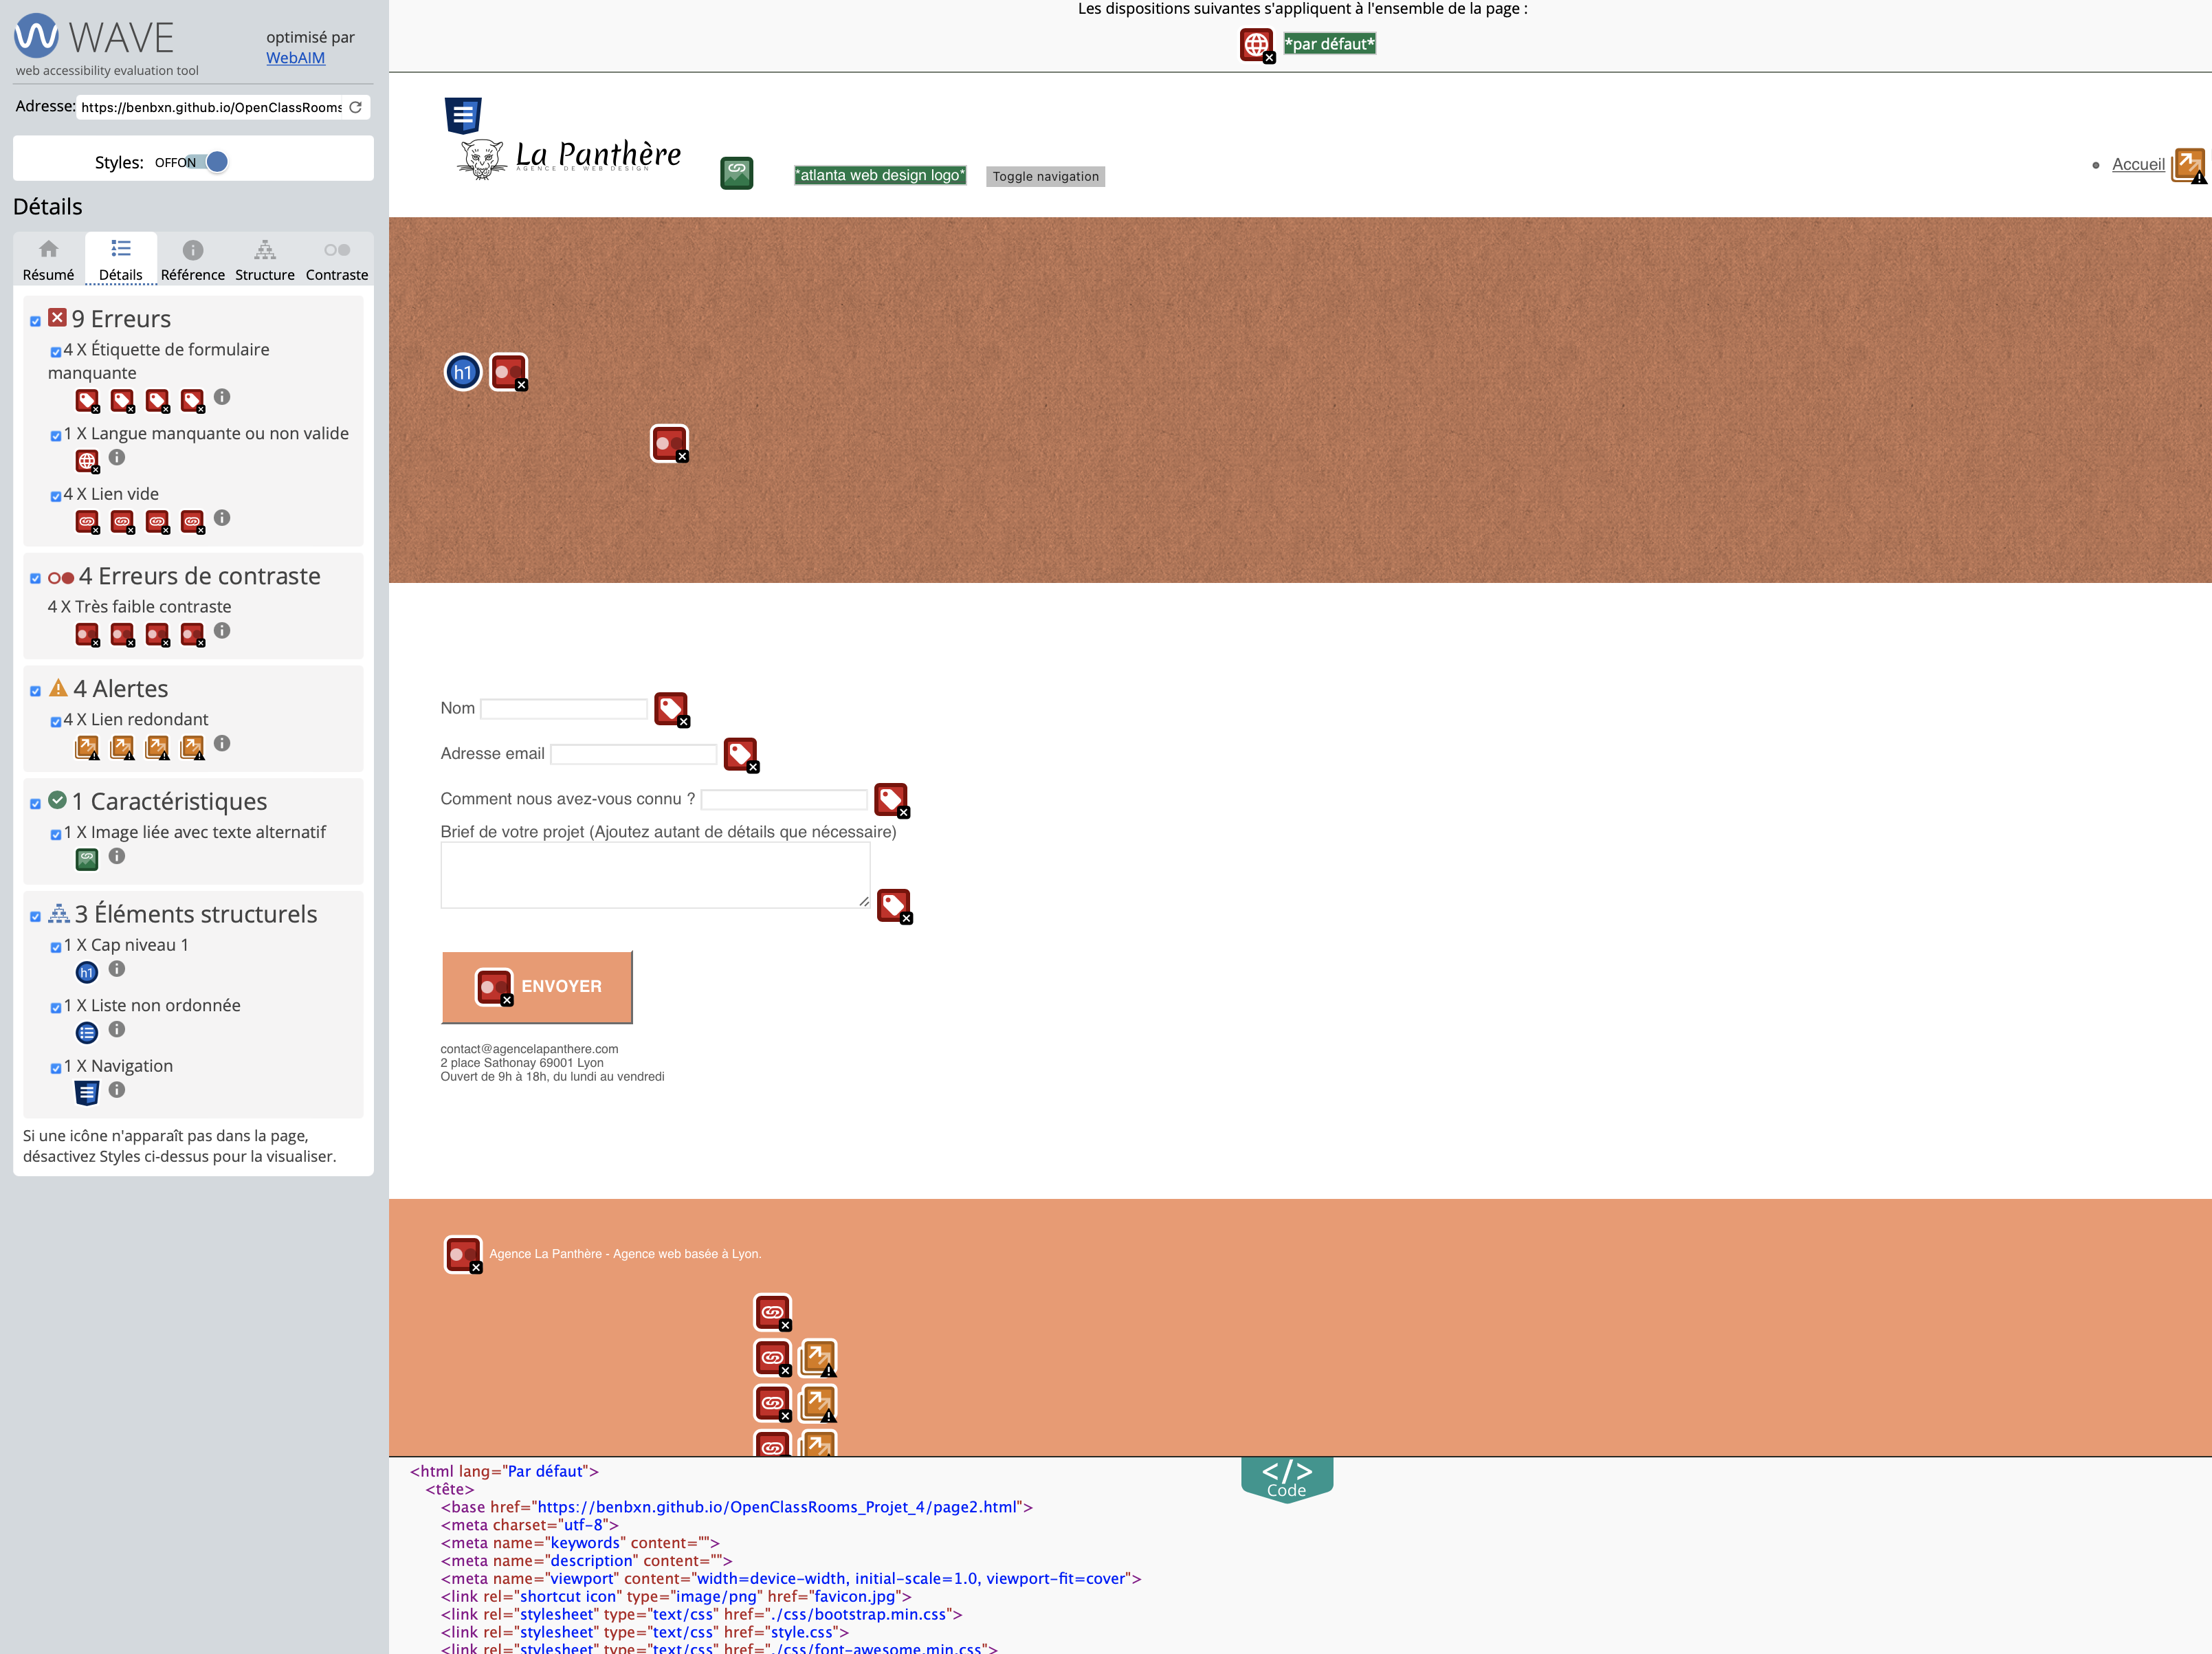 WAVE
web accessibility evaluation tool
optimisé par
WebAIM
Adresse: https://benbxn.github.io/OpenClassRooms
Styles: OFFON
Détails
Résumé Détails Référence Structure Contraste
9 Erreurs
4 X Étiquette de formulaire
manquante
1 X Langue manquante ou non valide
4 X Lien vide
4 Erreurs de contraste
4 X Très faible contraste
4 Alertes
4 X Lien redondant
1 Caractéristiques
1 X Image liée avec texte alternatif
3 Éléments structurels
1 X Cap niveau 1
h1
1 X Liste non ordonnée
1 X Navigation
Si une icône n'apparaît pas dans la page,
désactivez Styles ci-dessus pour la visualiser.
Les dispositions suivantes s'appliquent à l'ensemble de la page :
*par défaut*
La Panthère
AGENCE DE WEB DESIGN
*atlanta web design logo*
Toggle navigation
Accueil
h1
Nom
Adresse email
Comment nous avez-vous connu ?
Brief de votre projet (Ajoutez autant de détails que nécessaire)
ENVOYER
contact@agencelapanthere.com
2 place Sathonay 69001 Lyon
Ouvert de 9h à 18h, du lundi au vendredi
Agence La Panthère - Agence web basée à Lyon.
</>
Code
<html lang="Par défaut">
<tête>
<base href="https://benbxn.github.io/OpenClassRooms_Projet_4/page2.html">
<meta charset="utf-8">
<meta name="keywords" content="">
<meta name="description" content="">
<meta name="viewport" content="width=device-width, initial-scale=1.0, viewport-fit=cover">
<link rel="shortcut icon" type="image/png" href="favicon.jpg">
<link rel="stylesheet" type="text/css" href="./css/bootstrap.min.css">
<link rel="stylesheet" type="text/css" href="style.css">
<link rel="stylesheet" type="text/css" href="./css/font-awesome.min.css">